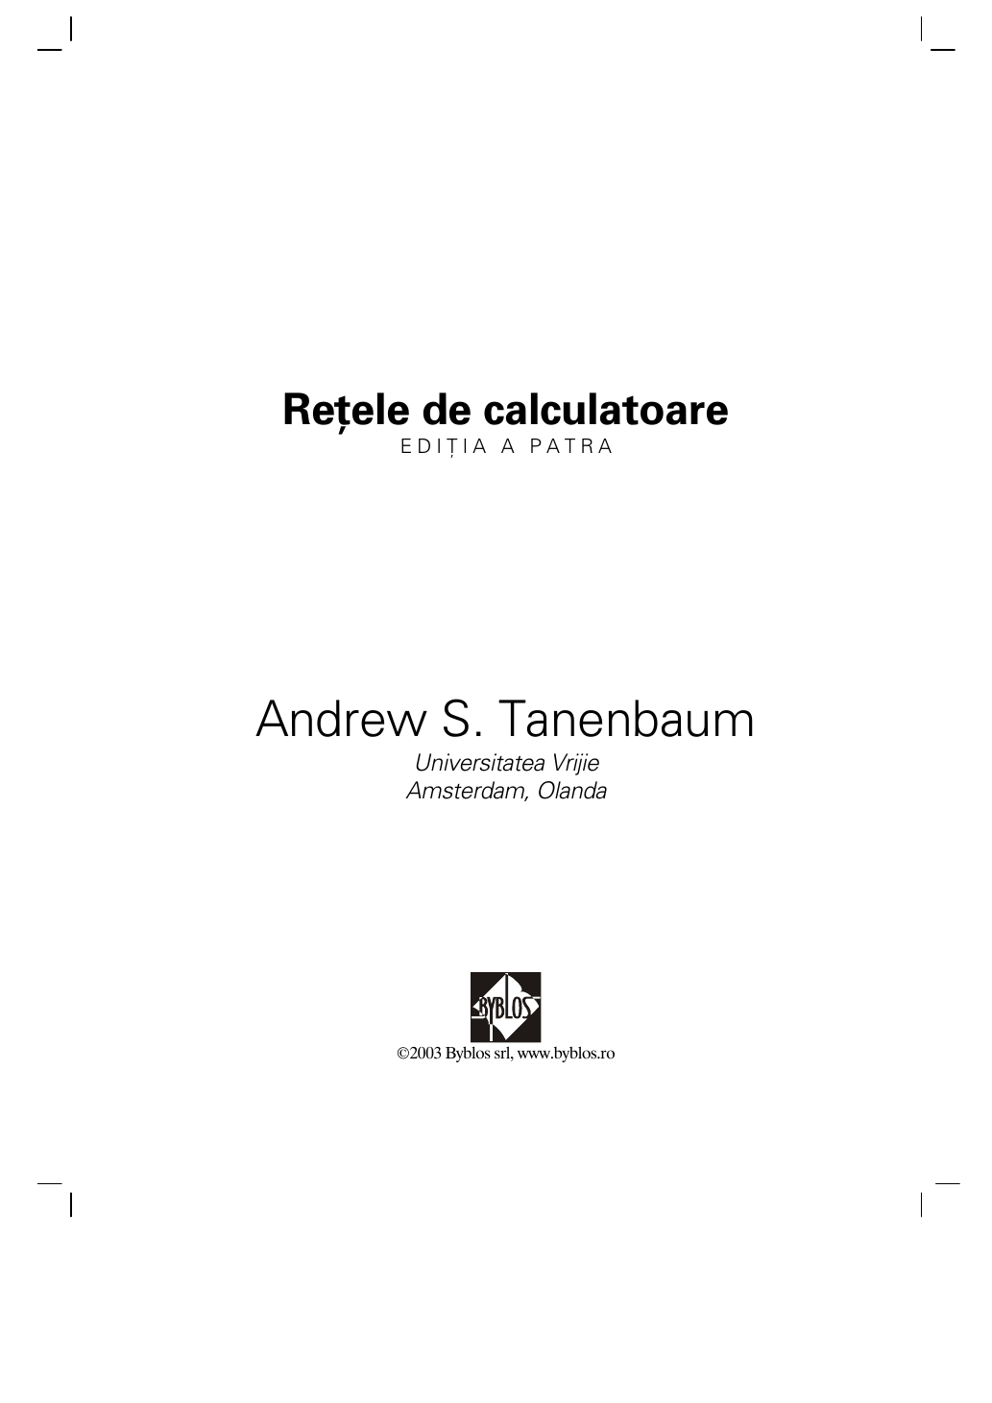 Rețele de calculatoare
EDIȚIA A PATRA
Andrew S. Tanenbaum
Universitatea Vrijie
Amsterdam, Olanda
BYBLOS
©2003 Byblos srl, www.byblos.ro